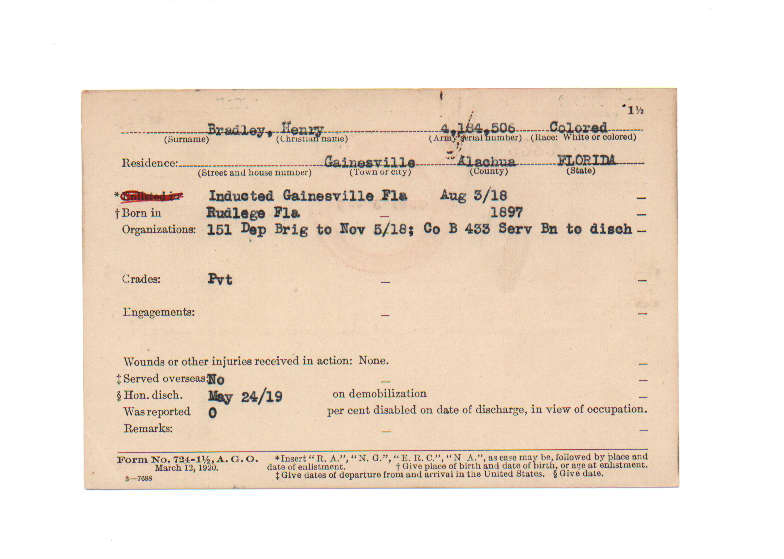 1½
Bradley, Henry 4,184,506 Colored
(Surname) (Christian name) (Army serial number) (Race: White or colored)
Residence: Gainesville Alachua FLORIDA
(Street and house number) (Town or city) (County) (State)
* Inducted Gainesville Fla Aug 3/18 —
† Born in Rudlege Fla — 1897 —
Organizations: 151 Dep Brig to Nov 5/18; Co B 433 Serv Bn to disch —
Grades: Pvt — —
Engagements: — —
Wounds or other injuries received in action: None. —
‡ Served overseas: No — —
§ Hon. disch. May 24/19 on demobilization —
Was reported 0 per cent disabled on date of discharge, in view of occupation.
Remarks: — —
Form No. 724-1½, A. G. O. *Insert "R. A.", "N. G.", "E. R. C.", "N A.", as case may be, followed by place and
March 12, 1920. date of enlistment. † Give place of birth and date of birth, or age at enlistment.
3—7688 ‡ Give dates of departure from and arrival in the United States. § Give date.